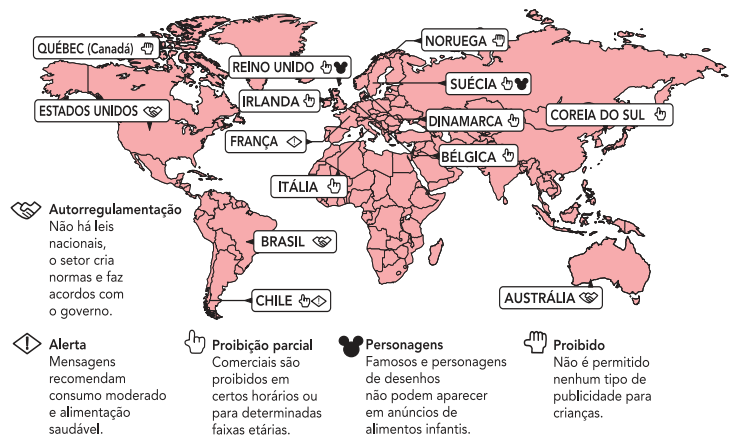 QUÉBEC (Canadá)
NORUEGA
REINO UNIDO
SUÉCIA
ESTADOS UNIDOS
IRLANDA
DINAMARCA
COREIA DO SUL
FRANÇA
BÉLGICA
ITÁLIA
BRASIL
CHILE
AUSTRÁLIA
Autorregulamentação
Não há leis
nacionais,
o setor cria
normas e faz
acordos com
o governo.
Alerta
Mensagens
recomendam
consumo moderado
e alimentação
saudável.
Proibição parcial
Comerciais são
proibidos em
certos horários ou
para determinadas
faixas etárias.
Personagens
Famosos e personagens
de desenhos
não podem aparecer
em anúncios de
alimentos infantis.
Proibido
Não é permitido
nenhum tipo de
publicidade para
crianças.